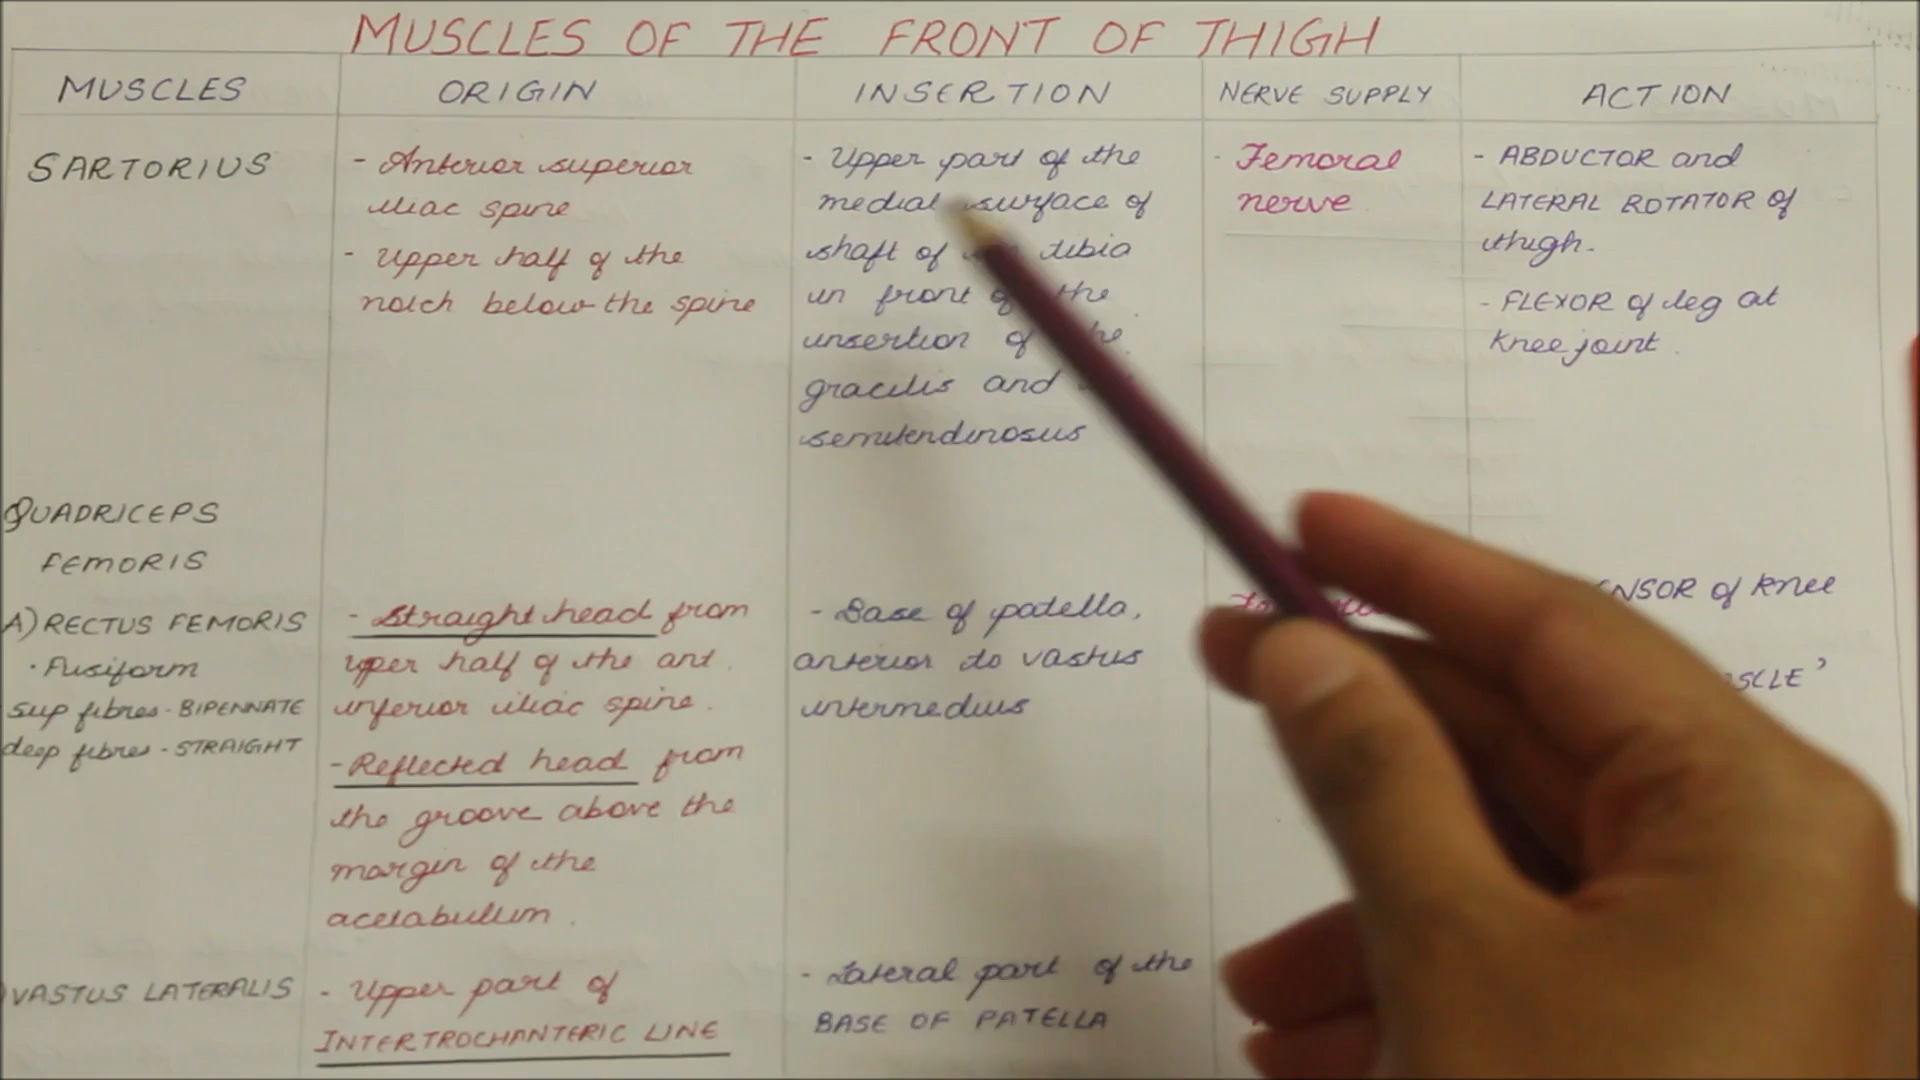 MUSCLES OF THE FRONT OF THIGH
MUSCLES
ORIGIN
INSERTION
NERVE SUPPLY
ACTION
SARTORIUS
- Anterior superior
iliac spine
- Upper half of the
notch below the spine
- Upper part of the
medial surface of
shaft of tibia
in front of the
insertion of the
gracilis and
semitendinosus
- Femoral
nerve
- ABDUCTOR and
LATERAL ROTATOR of
thigh.
- FLEXOR of leg at
knee joint.
QUADRICEPS
FEMORIS
A) RECTUS FEMORIS
· Fusiform
sup fibres - BIPENNATE
deep fibres - STRAIGHT
- Straight head from
upper half of the ant.
inferior iliac spine.
- Reflected head from
the groove above the
margin of the
acetabulum.
- Base of patella,
anterior to vastus
intermedius
of knee
VASTUS LATERALIS
- Upper part of
INTERTROCHANTERIC LINE
- Lateral part of the
BASE OF PATELLA